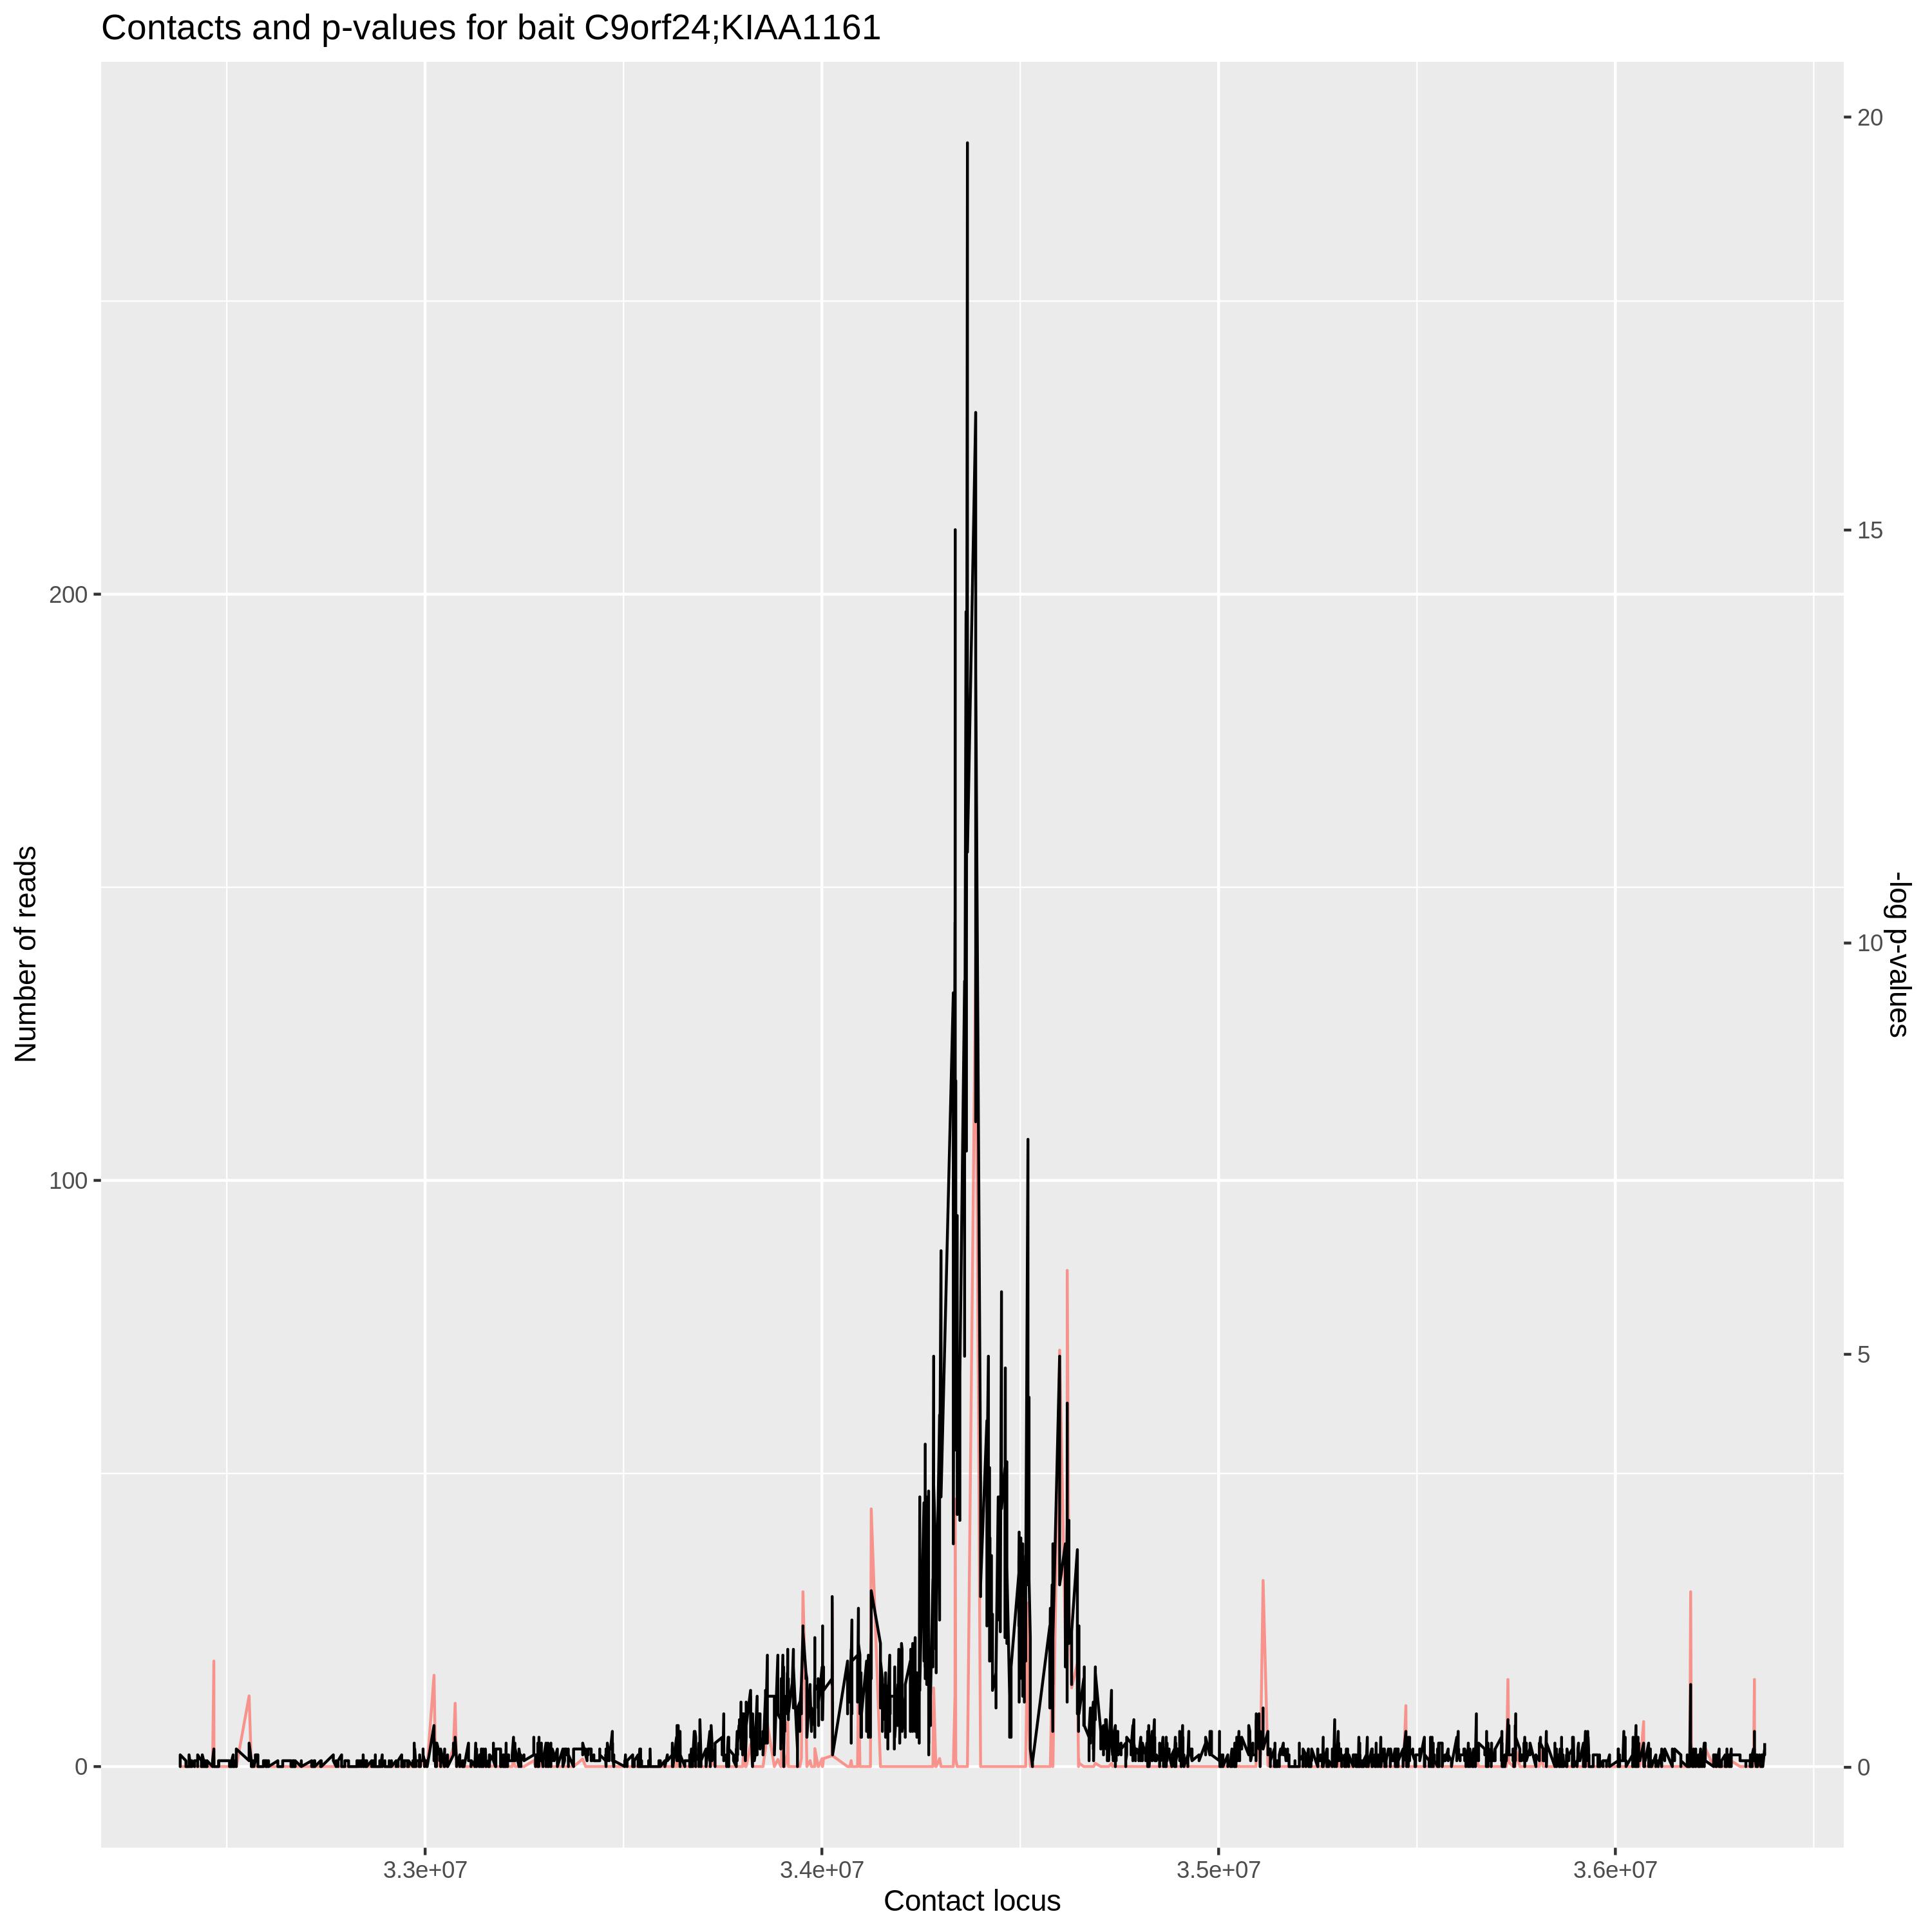 Contacts and p-values for bait C9orf24;KIAA1161
Number of reads
200
100
0
20
15
10
5
0
-log p-values
3.3e+07
3.4e+07
3.5e+07
3.6e+07
Contact locus